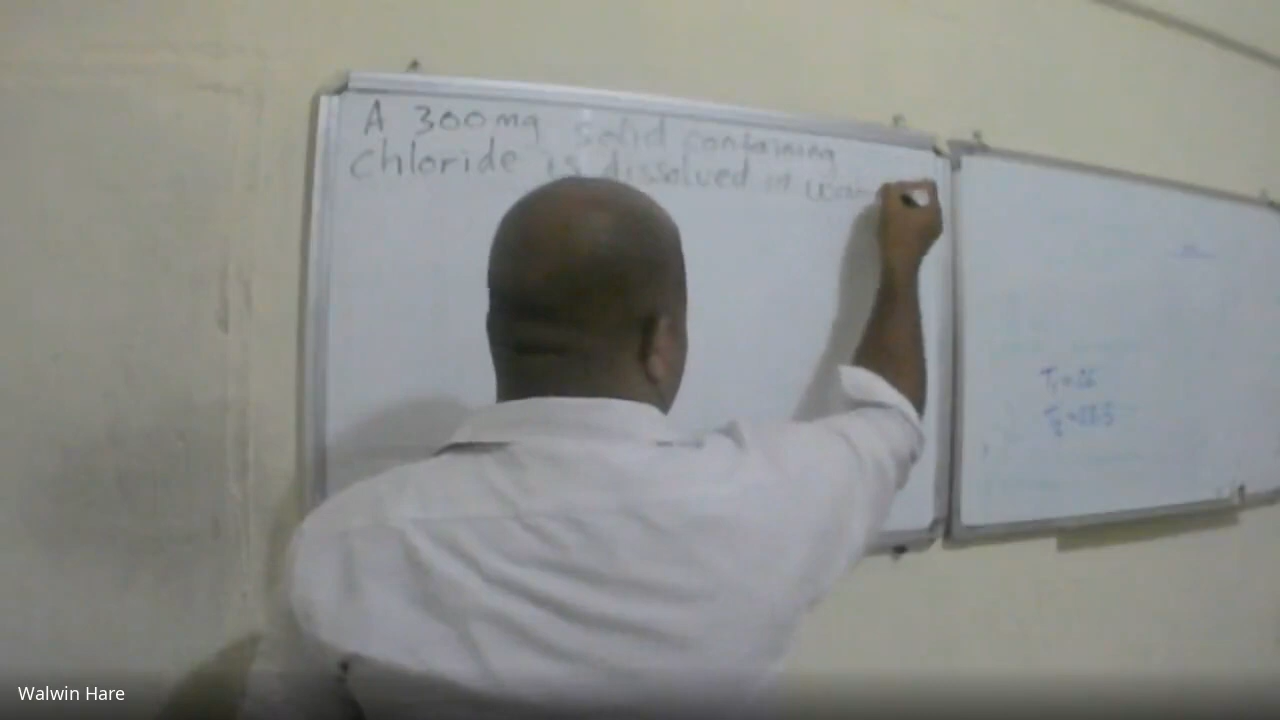 A 300mg solid containing
chloride is dissolved in
Walwin Hare